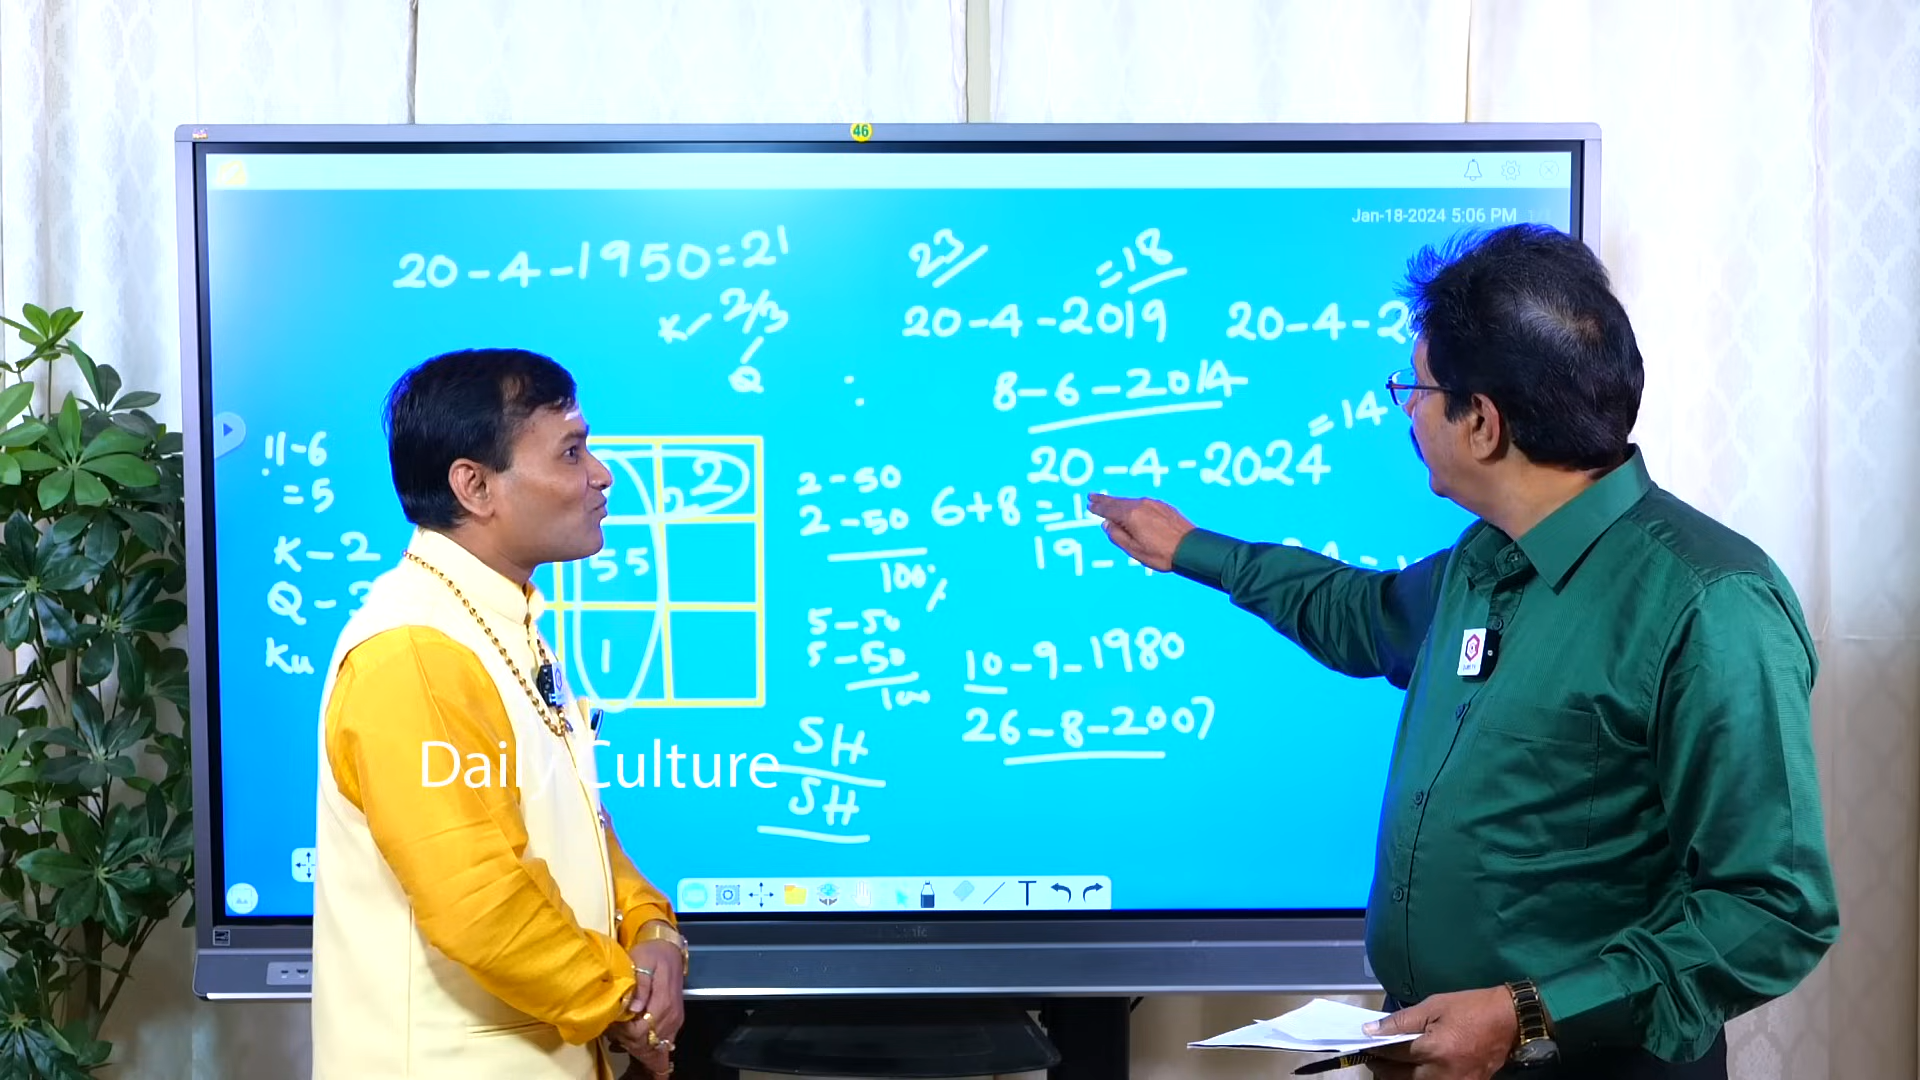 46
Jan-18-2024 5:06 PM
20-4-1950=21
K-2/3
Q
23
=18
20-4-2019
20-4-2
8-6-2014
=14
20-4-2024
6+8=1
19-
11-6
=5
K-2
Q-3
Ku
2
2
55
1
2-50
2-50
100%
5-50
5-50
100
10-9-1980
26-8-2007
SH
SH
Daily Culture
T